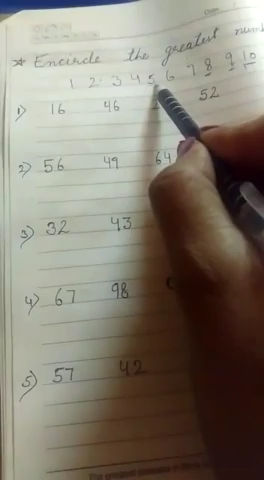 * Encircle the greatest num
1 2 3 4 5 6 7 8 9 10
1) 16 46 52
2) 56 49 64
3) 32 43
4) 67 98
5) 57 42